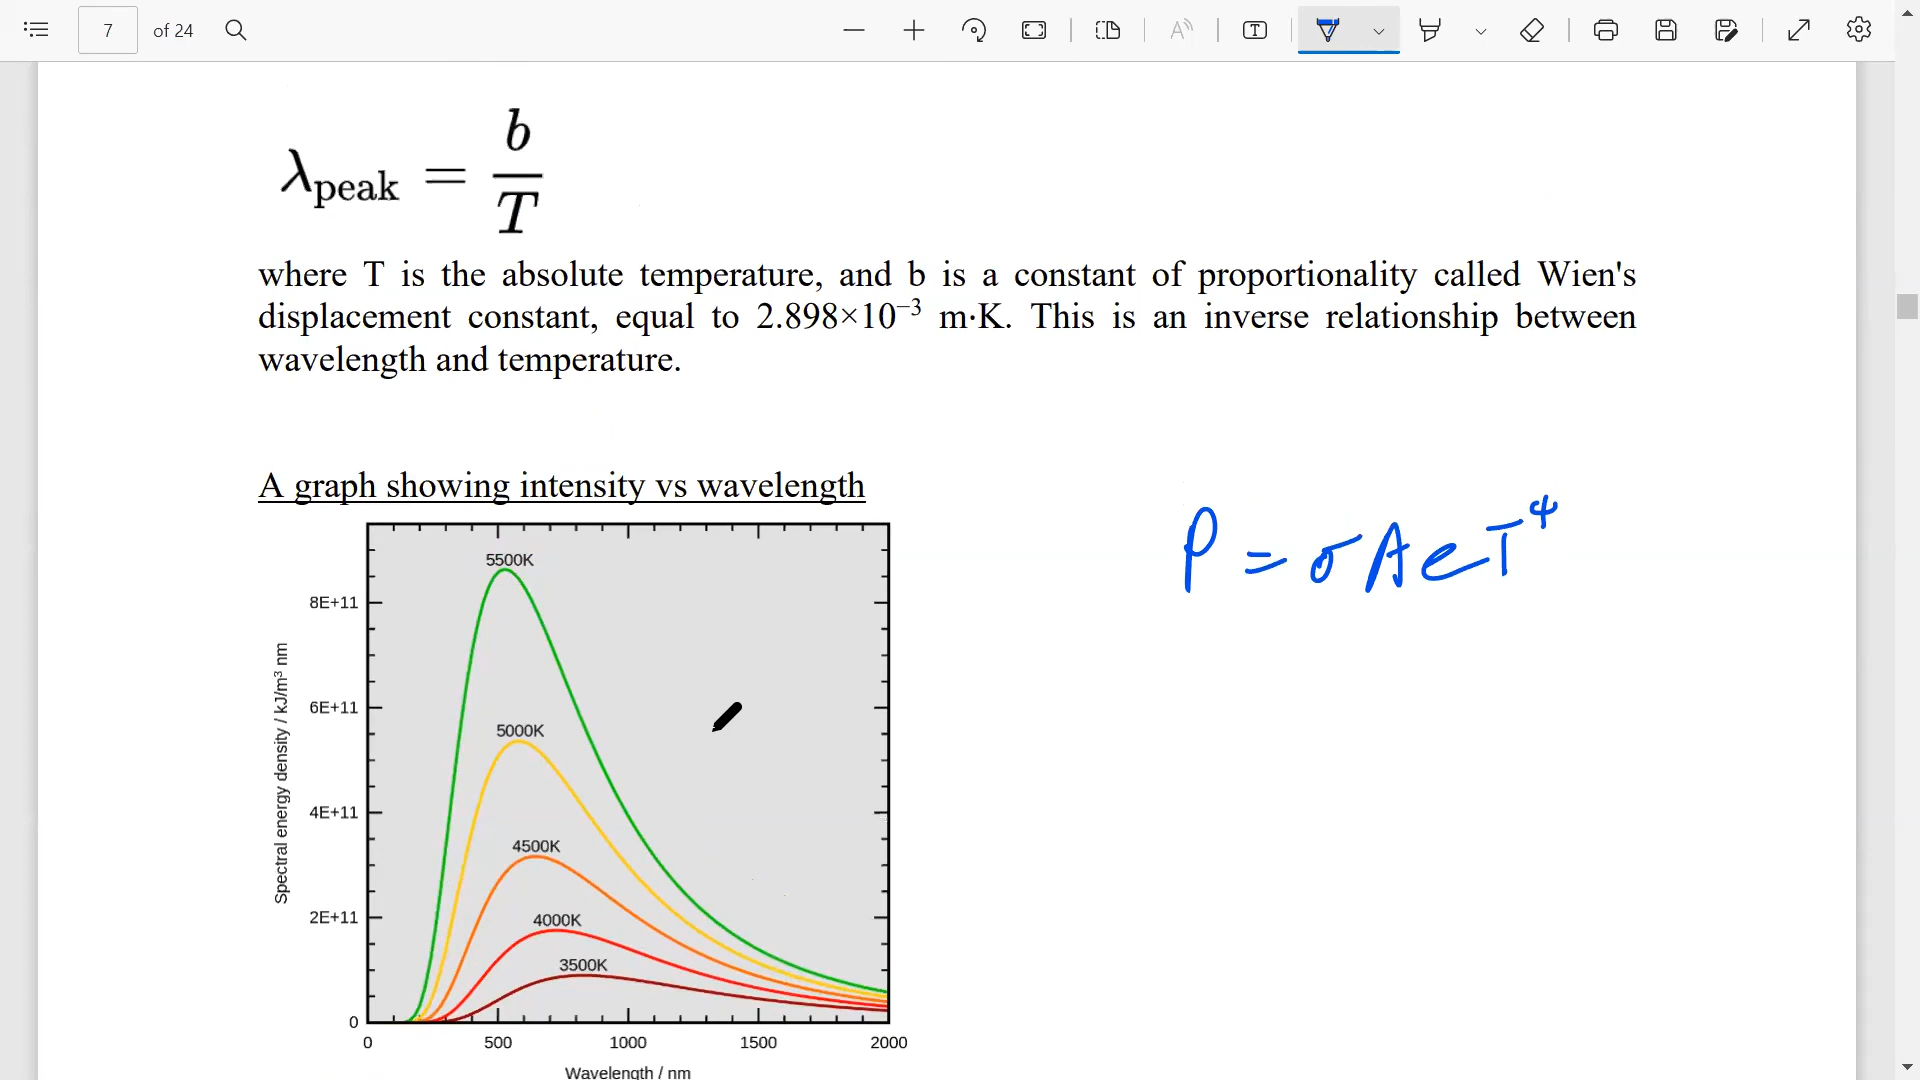 7 of 24
λpeak = b/T
where T is the absolute temperature, and b is a constant of proportionality called Wien's
displacement constant, equal to 2.898×10⁻³ m·K. This is an inverse relationship between
wavelength and temperature.
A graph showing intensity vs wavelength
P = σAeT⁴
5500K
8E+11
6E+11
5000K
Spectral energy density / kJ/m³ nm
4E+11
4500K
2E+11
4000K
3500K
0
0 500 1000 1500 2000
Wavelength / nm